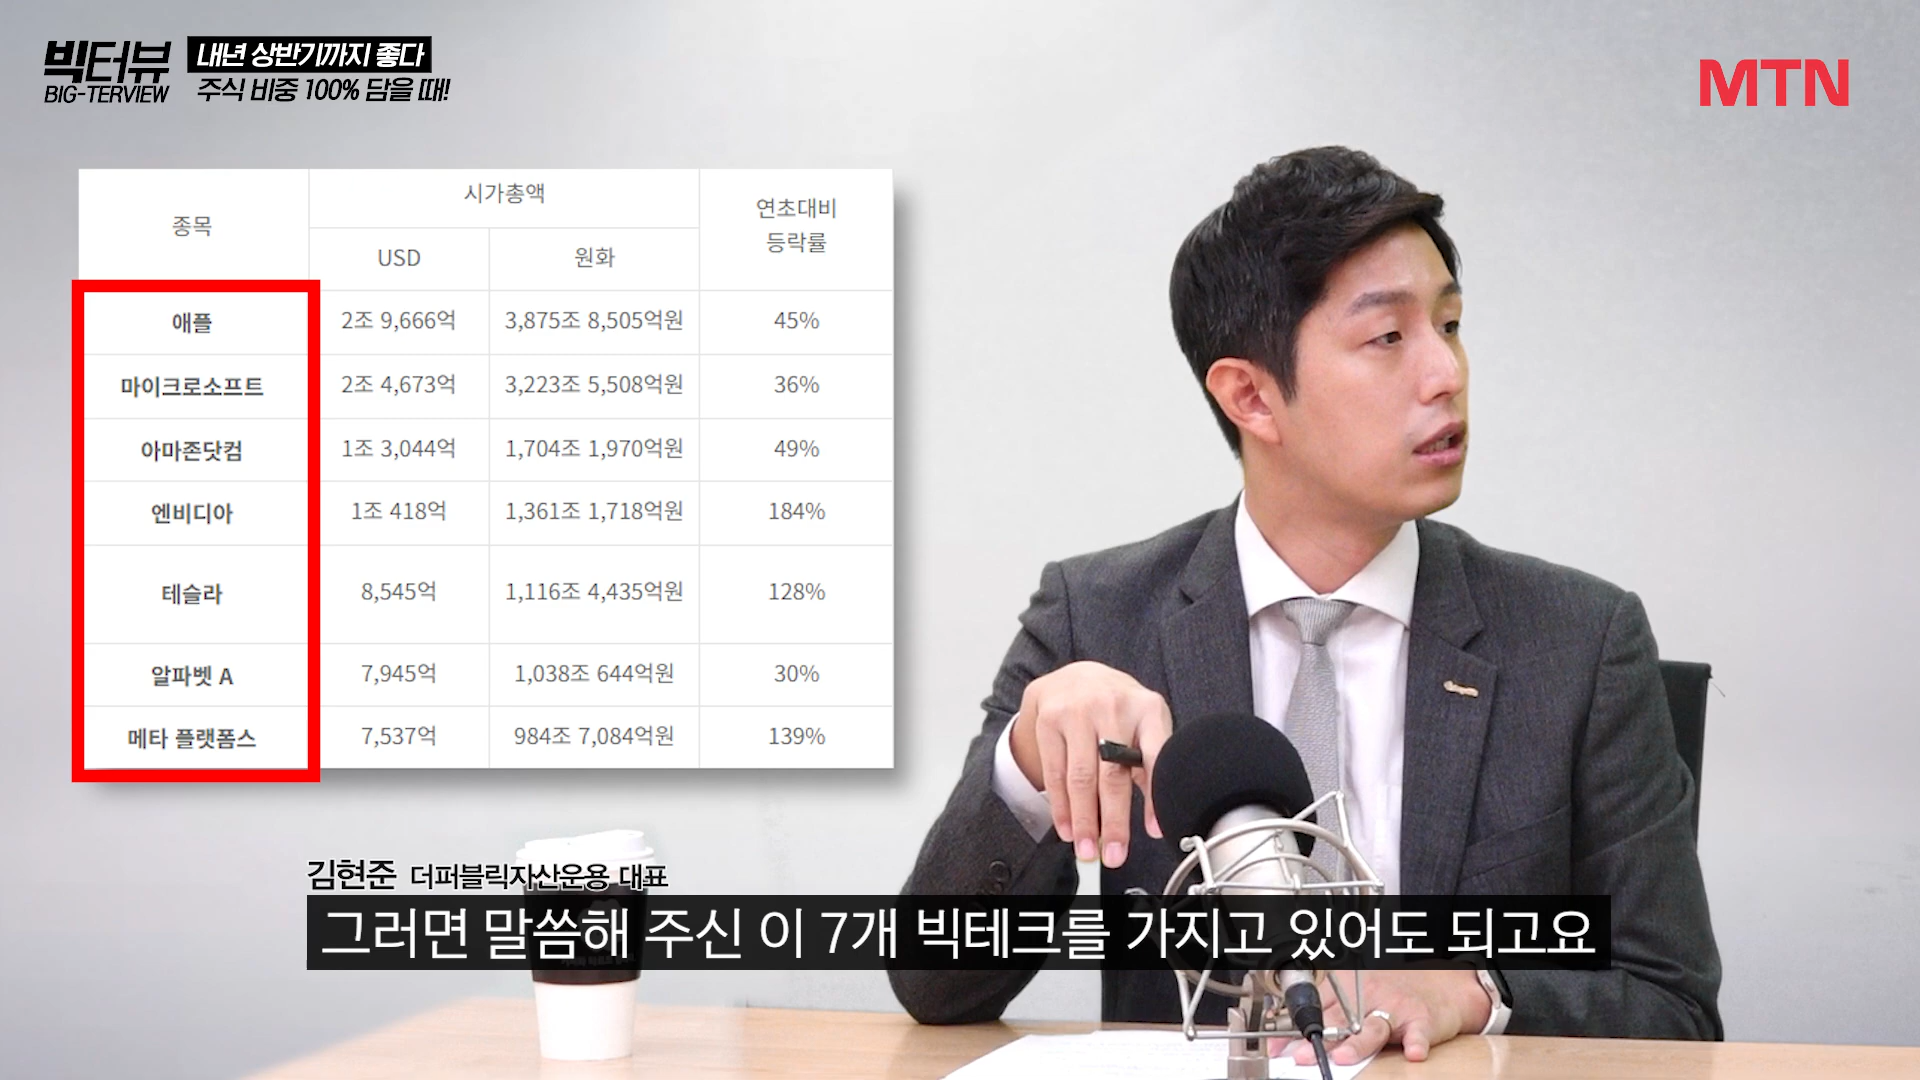 빅터뷰
BIG-TERVIEW
내년 상반기까지 좋다
주식 비중 100% 담을 때!
MTN
종목 시가총액 연초대비 등락률
USD 원화
애플 2조 9,666억 3,875조 8,505억원 45%
마이크로소프트 2조 4,673억 3,223조 5,508억원 36%
아마존닷컴 1조 3,044억 1,704조 1,970억원 49%
엔비디아 1조 418억 1,361조 1,718억원 184%
테슬라 8,545억 1,116조 4,435억원 128%
알파벳 A 7,945억 1,038조 644억원 30%
메타 플랫폼스 7,537억 984조 7,084억원 139%
김현준 더퍼블릭자산운용 대표
그러면 말씀해 주신 이 7개 빅테크를 가지고 있어도 되고요